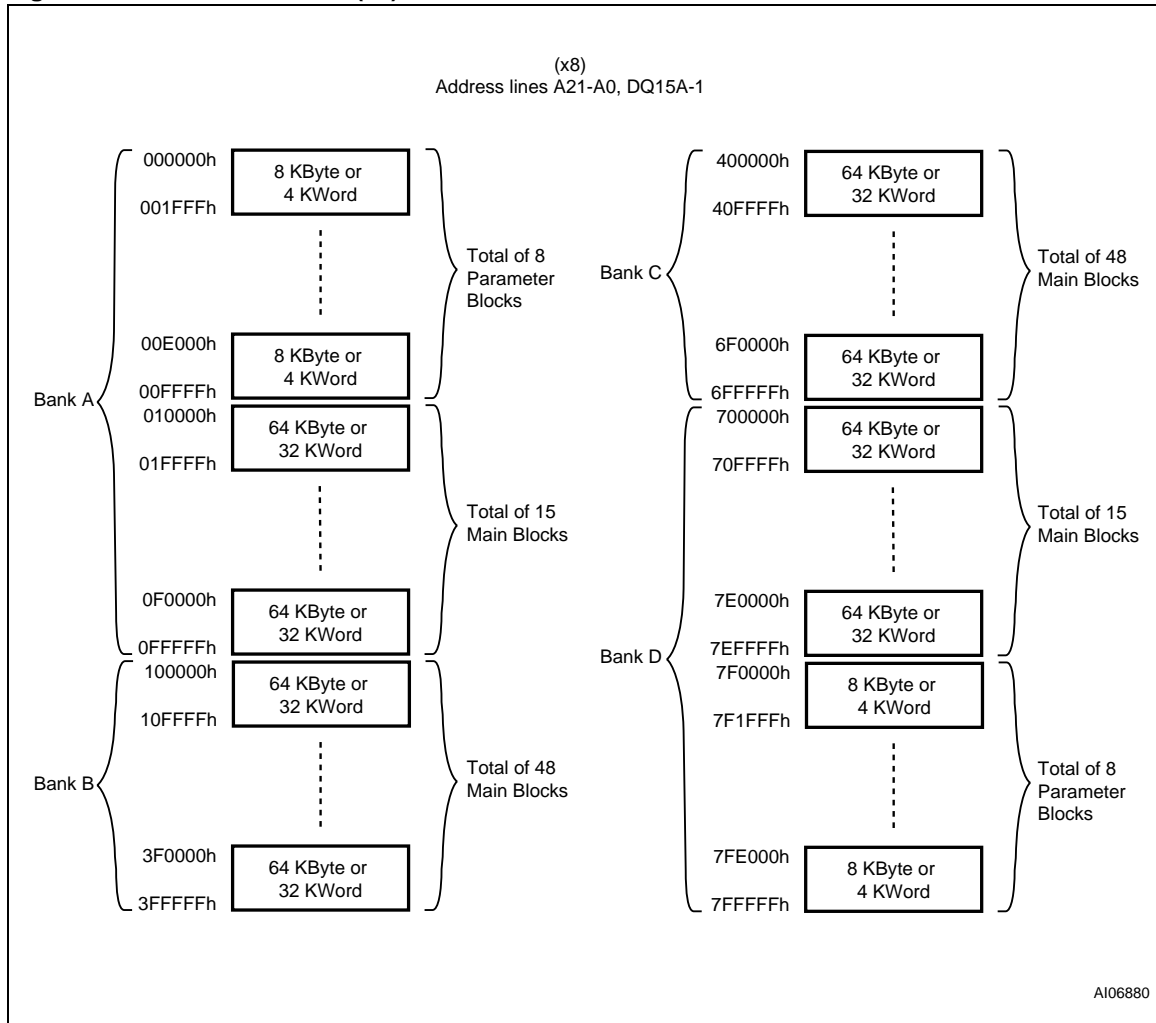 (x8)
Address lines A21-A0, DQ15A-1
Bank A
000000h
8 KByte or
4 KWord
001FFFh
Total of 8
Parameter
Blocks
00E000h
8 KByte or
4 KWord
00FFFFh
010000h
64 KByte or
32 KWord
01FFFFh
Total of 15
Main Blocks
0F0000h
64 KByte or
32 KWord
0FFFFFh
Bank B
100000h
64 KByte or
32 KWord
10FFFFh
Total of 48
Main Blocks
3F0000h
64 KByte or
32 KWord
3FFFFFh
Bank C
400000h
64 KByte or
32 KWord
40FFFFh
Total of 48
Main Blocks
6F0000h
64 KByte or
32 KWord
6FFFFFh
Bank D
700000h
64 KByte or
32 KWord
70FFFFh
Total of 15
Main Blocks
7E0000h
64 KByte or
32 KWord
7EFFFFh
7F0000h
8 KByte or
4 KWord
7F1FFFh
Total of 8
Parameter
Blocks
7FE000h
8 KByte or
4 KWord
7FFFFFh
AI06880